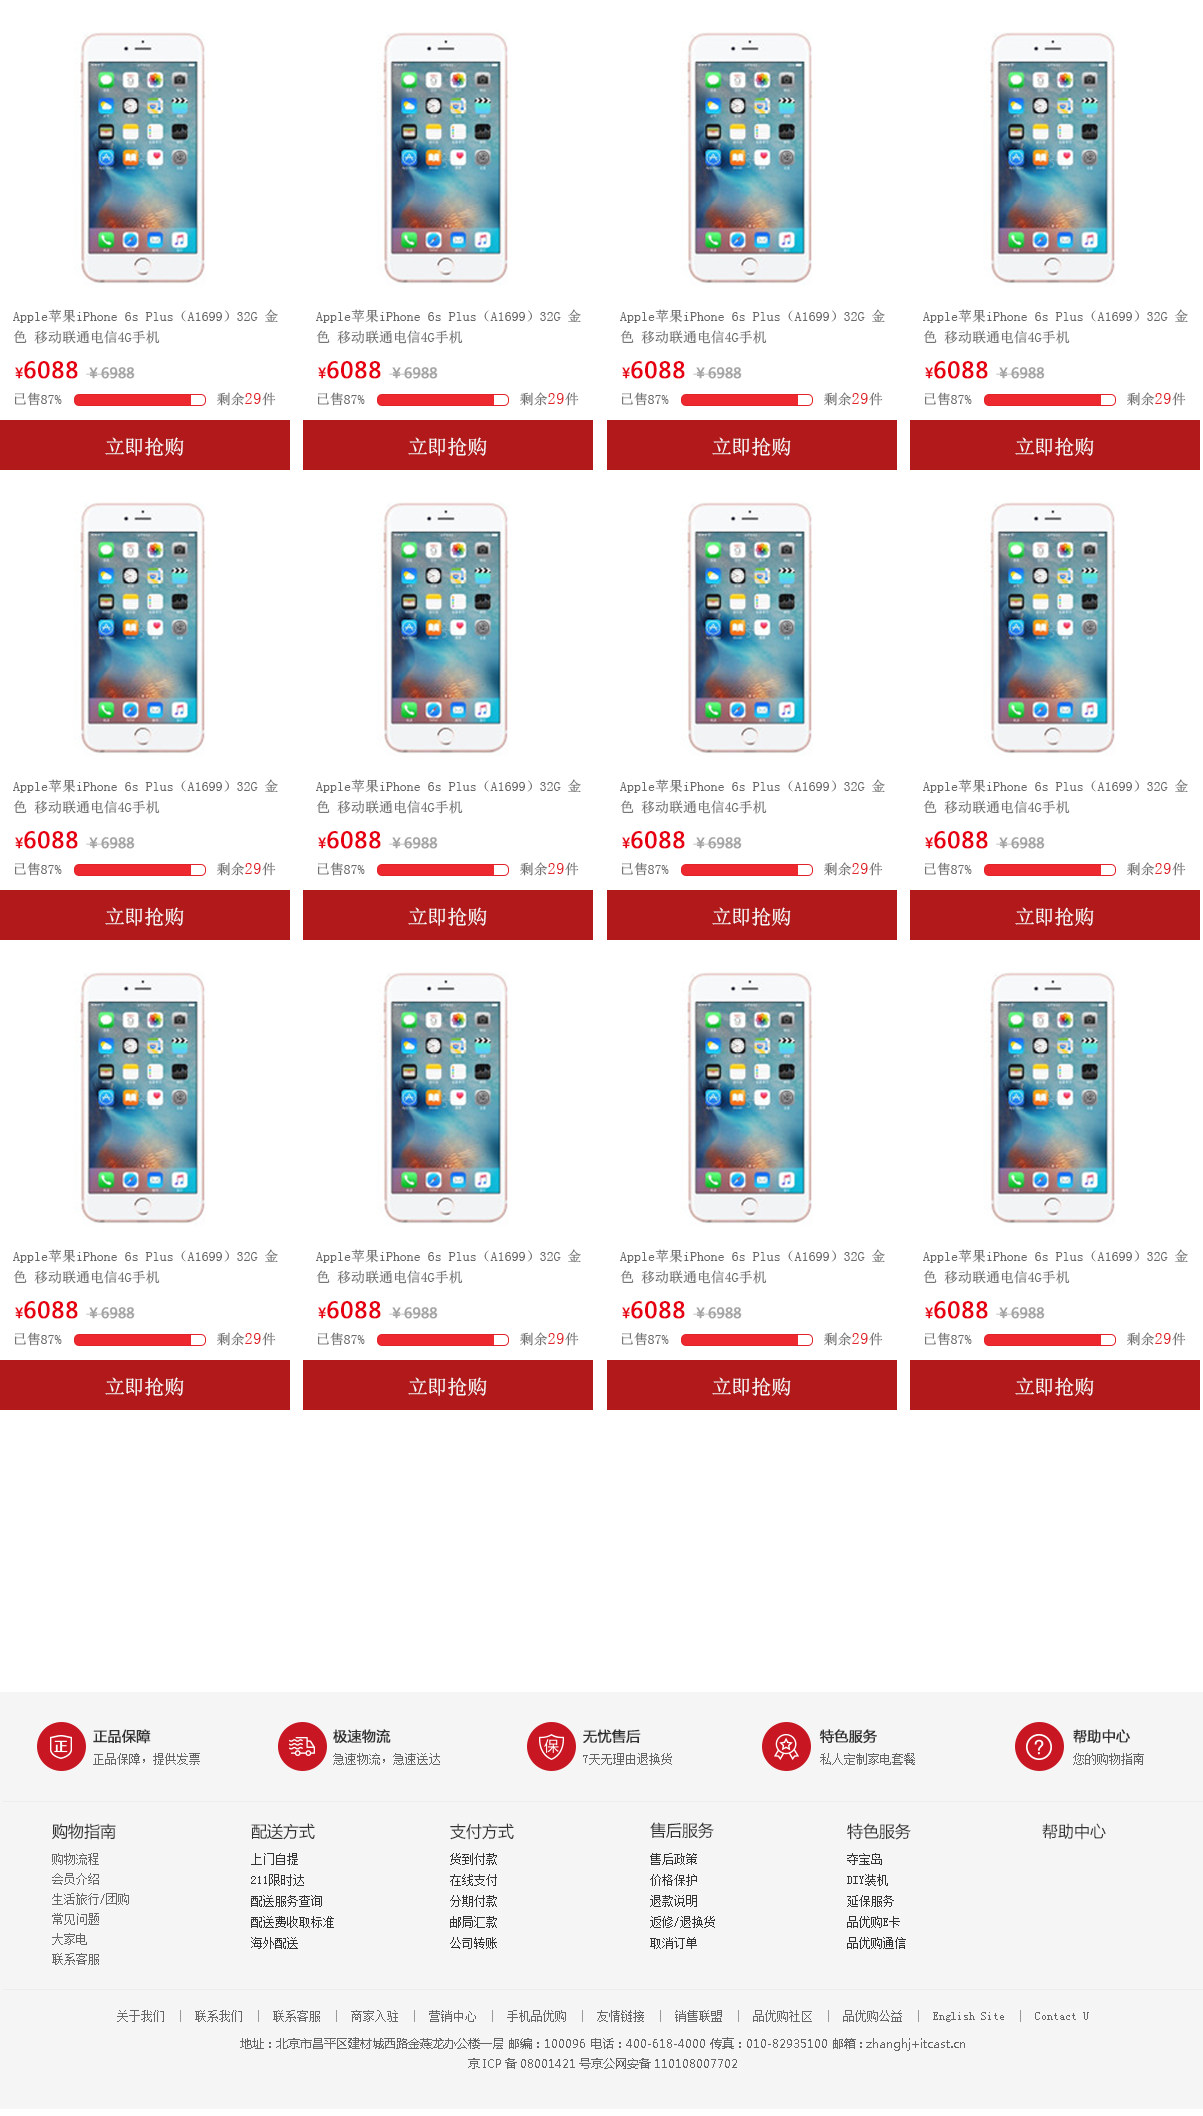 Apple苹果iPhone 6s Plus（A1699）32G 金 Apple苹果iPhone 6s Plus（A1699）32G 金 Apple苹果iPhone 6s Plus（A1699）32G 金 Apple苹果iPhone 6s Plus（A1699）32G 金
色 移动联通电信4G手机 色 移动联通电信4G手机 色 移动联通电信4G手机 色 移动联通电信4G手机
¥6088 ¥6988 ¥6088 ¥6988 ¥6088 ¥6988 ¥6088 ¥6988
已售87% 剩余29件 已售87% 剩余29件 已售87% 剩余29件 已售87% 剩余29件
立即抢购 立即抢购 立即抢购 立即抢购
Apple苹果iPhone 6s Plus（A1699）32G 金 Apple苹果iPhone 6s Plus（A1699）32G 金 Apple苹果iPhone 6s Plus（A1699）32G 金 Apple苹果iPhone 6s Plus（A1699）32G 金
色 移动联通电信4G手机 色 移动联通电信4G手机 色 移动联通电信4G手机 色 移动联通电信4G手机
¥6088 ¥6988 ¥6088 ¥6988 ¥6088 ¥6988 ¥6088 ¥6988
已售87% 剩余29件 已售87% 剩余29件 已售87% 剩余29件 已售87% 剩余29件
立即抢购 立即抢购 立即抢购 立即抢购
Apple苹果iPhone 6s Plus（A1699）32G 金 Apple苹果iPhone 6s Plus（A1699）32G 金 Apple苹果iPhone 6s Plus（A1699）32G 金 Apple苹果iPhone 6s Plus（A1699）32G 金
色 移动联通电信4G手机 色 移动联通电信4G手机 色 移动联通电信4G手机 色 移动联通电信4G手机
¥6088 ¥6988 ¥6088 ¥6988 ¥6088 ¥6988 ¥6088 ¥6988
已售87% 剩余29件 已售87% 剩余29件 已售87% 剩余29件 已售87% 剩余29件
立即抢购 立即抢购 立即抢购 立即抢购
正 正品保障 极速物流 保 无忧售后 特色服务 ? 帮助中心
正品保障，提供发票 急速物流，急速送达 7天无理由退换货 私人定制家电套餐 您的购物指南
购物指南
购物流程
会员介绍
生活旅行/团购
常见问题
大家电
联系客服
配送方式
上门自提
211限时达
配送服务查询
配送费收取标准
海外配送
支付方式
货到付款
在线支付
分期付款
邮局汇款
公司转账
售后服务
售后政策
价格保护
退款说明
返修/退换货
取消订单
特色服务
夺宝岛
DIY装机
延保服务
品优购E卡
品优购通信
帮助中心
关于我们 | 联系我们 | 联系客服 | 商家入驻 | 营销中心 | 手机品优购 | 友情链接 | 销售联盟 | 品优购社区 | 品优购公益 | English Site | Contact U
地址：北京市昌平区建材城西路金燕龙办公楼一层 邮编：100096 电话：400-618-4000 传真：010-82935100 邮箱：zhanghj+itcast.cn
京ICP备08001421号京公网安备110108007702